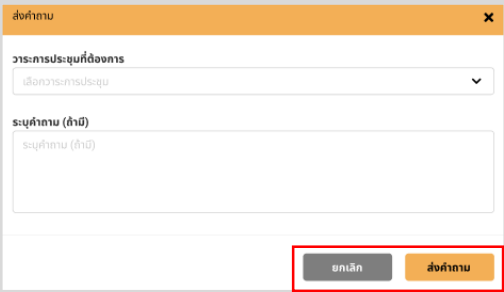 ส่งคำถาม
วาระการประชุมที่ต้องการ
เลือกวาระการประชุม
ระบุคำถาม (ถ้ามี)
ระบุคำถาม (ถ้ามี)
ยกเลิก ส่งคำถาม